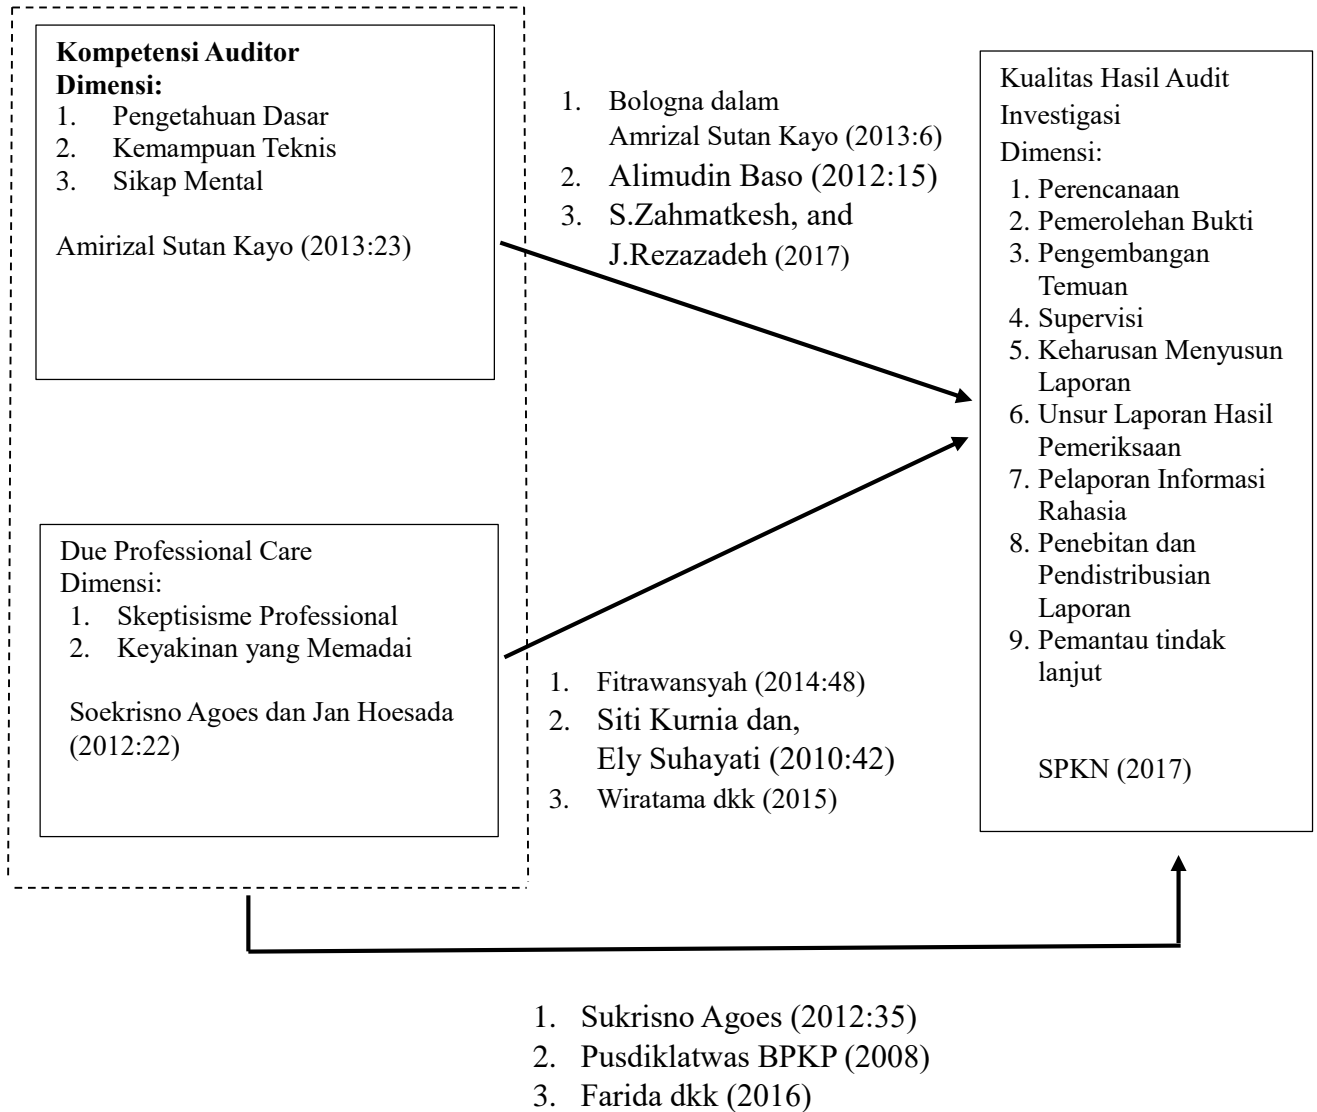 Kompetensi Auditor
Dimensi:
1. Pengetahuan Dasar
2. Kemampuan Teknis
3. Sikap Mental
Amirizal Sutan Kayo (2013:23)
1. Bologna dalam
Amrizal Sutan Kayo (2013:6)
2. Alimudin Baso (2012:15)
3. S.Zahmatkesh, and
J.Rezazadeh (2017)
Due Professional Care
Dimensi:
1. Skeptisisme Professional
2. Keyakinan yang Memadai
Soekrisno Agoes dan Jan Hoesada
(2012:22)
1. Fitrawansyah (2014:48)
2. Siti Kurnia dan,
Ely Suhayati (2010:42)
3. Wiratama dkk (2015)
Kualitas Hasil Audit
Investigasi
Dimensi:
1. Perencanaan
2. Pemerolehan Bukti
3. Pengembangan
Temuan
4. Supervisi
5. Keharusan Menyusun
Laporan
6. Unsur Laporan Hasil
Pemeriksaan
7. Pelaporan Informasi
Rahasia
8. Penebitan dan
Pendistribusian
Laporan
9. Pemantau tindak
lanjut
SPKN (2017)
1. Sukrisno Agoes (2012:35)
2. Pusdiklatwas BPKP (2008)
3. Farida dkk (2016)